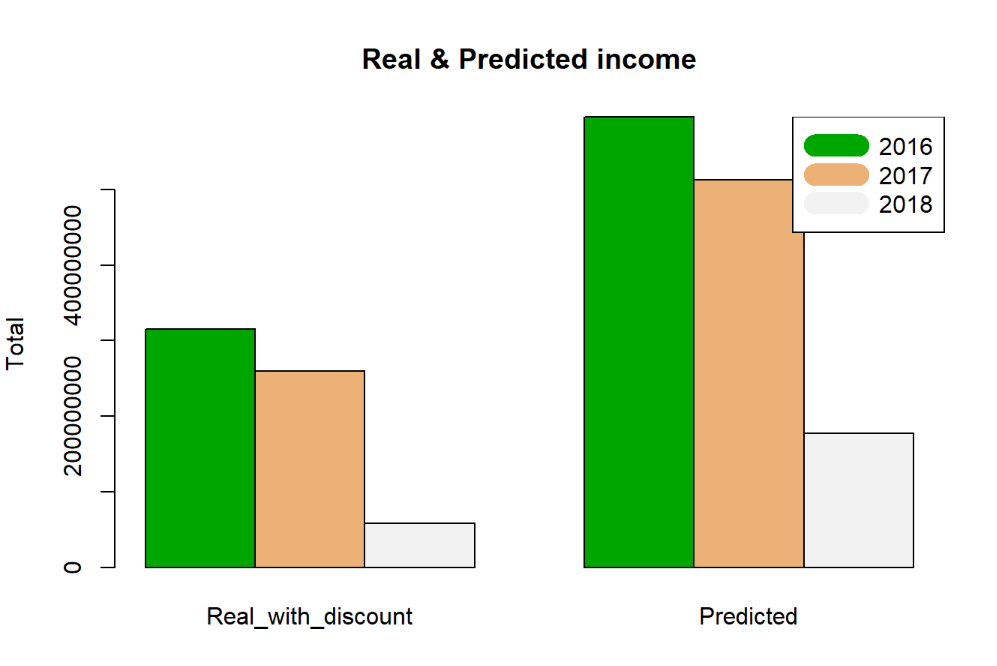 Real & Predicted income
Total
400000000
200000000
0
2016
2017
2018
Real_with_discount
Predicted